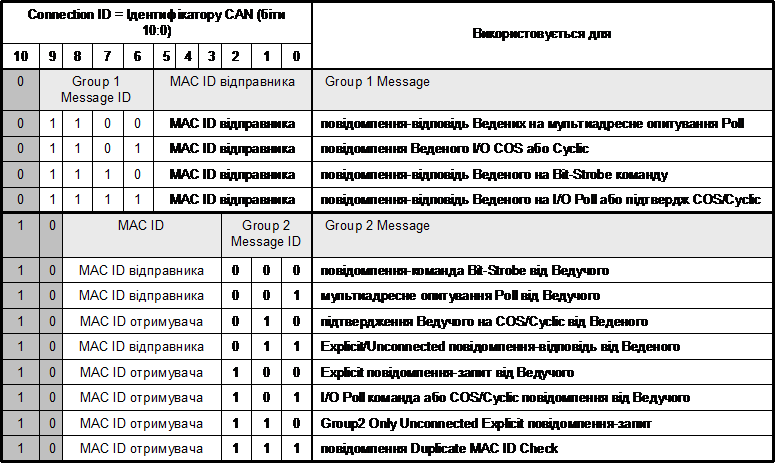 Connection ID = Ідентифікатору CAN (біти
10:0)
Використовується для
10 9 8 7 6 5 4 3 2 1 0
0 Group 1 MAC ID відправника Group 1 Message
Message ID
0 1 1 0 0 MAC ID відправника повідомлення-відповідь Ведених на мультиадресне опитування Poll
0 1 1 0 1 MAC ID відправника повідомлення Веденого I/O COS або Cyclic
0 1 1 1 0 MAC ID відправника повідомлення-відповідь Веденого на Bit-Strobe команду
0 1 1 1 1 MAC ID відправника повідомлення-відповідь Веденого на I/O Poll або підтвердж COS/Cyclic
1 0 MAC ID Group 2 Group 2 Message
Message ID
1 0 MAC ID відправника 0 0 0 повідомлення-команда Bit-Strobe від Ведучого
1 0 MAC ID відправника 0 0 1 мультиадресне опитування Poll від Ведучого
1 0 MAC ID отримувача 0 1 0 підтвердження Ведучого на COS/Cyclic від Веденого
1 0 MAC ID відправника 0 1 1 Explicit/Unconnected повідомлення-відповідь від Веденого
1 0 MAC ID отримувача 1 0 0 Explicit повідомлення-запит від Ведучого
1 0 MAC ID отримувача 1 0 1 I/O Poll команда або COS/Cyclic повідомлення від Ведучого
1 0 MAC ID отримувача 1 1 0 Group2 Only Unconnected Explicit повідомлення-запит
1 0 MAC ID отримувача 1 1 1 повідомлення Duplicate MAC ID Check